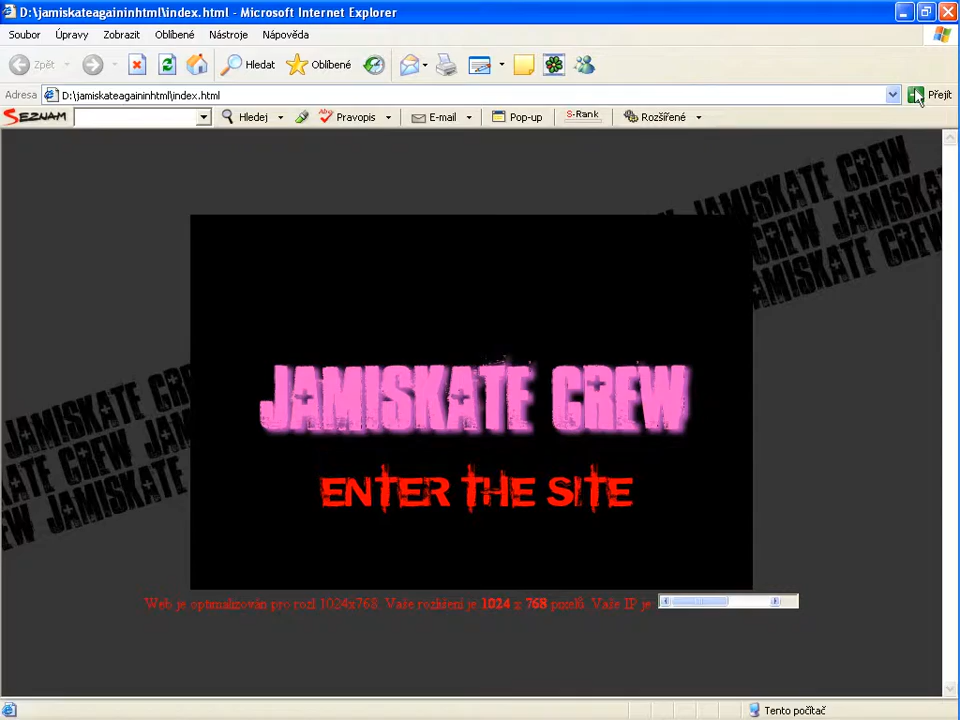 D:\jamiskateagaininhtml\index.html - Microsoft Internet Explorer
Soubor Úpravy Zobrazit Oblíbené Nástroje Nápověda
Zpět Hledat Oblíbené
Adresa D:\jamiskateagaininhtml\index.html Přejít
SEZNAM Hledej Pravopis E-mail Pop-up S-Rank Rozšířené
JAMISKATE CREW
JAMISKATE CREW
JAMISKATE CREW
ENTER THE SITE
Web je optimalizován pro rozl 1024x768. Vaše rozlišení je 1024 x 768 pixelů. Vaše IP je
Tento počítač